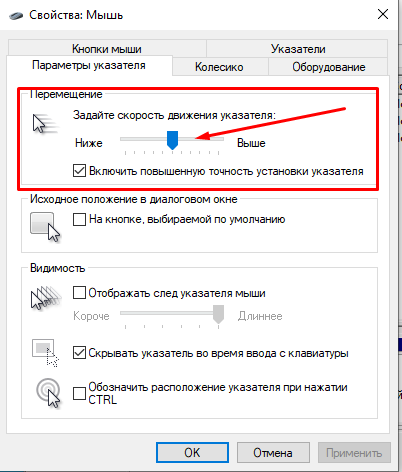 Свойства: Мышь
Кнопки мыши
Указатели
Параметры указателя
Колесико
Оборудование
Перемещение
Задайте скорость движения указателя:
Ниже
Выше
Включить повышенную точность установки указателя
Исходное положение в диалоговом окне
На кнопке, выбираемой по умолчанию
Видимость
Отображать след указателя мыши
Короче
Длиннее
Скрывать указатель во время ввода с клавиатуры
Обозначить расположение указателя при нажатии
CTRL
OK
Отмена
Применить